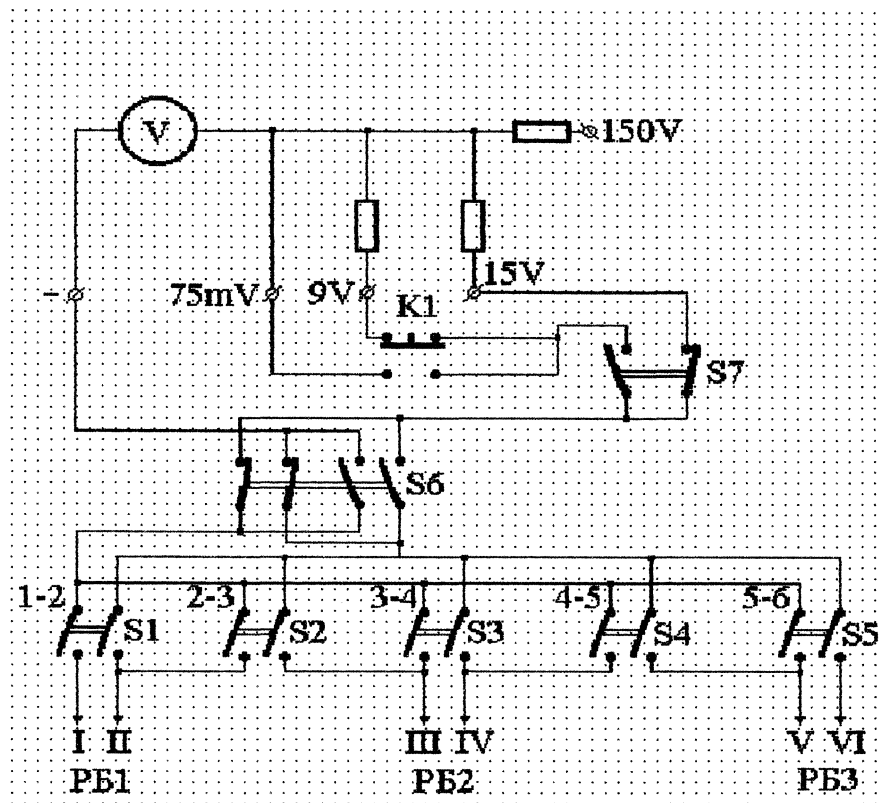 V 150V
– 75mV 9V 15V
K1
S7
S6
1-2 S1 2-3 S2 3-4 S3 4-5 S4 5-6 S5
I II III IV V VI
РБ1 РБ2 РБ3